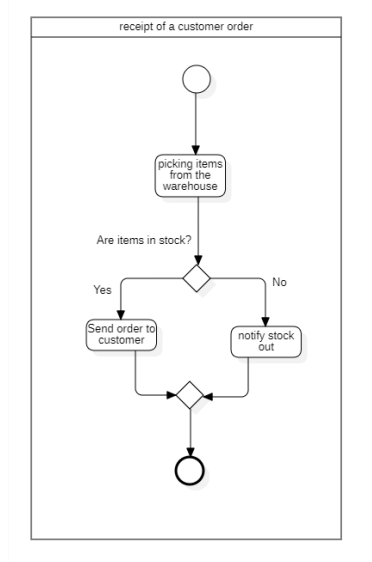 receipt of a customer order
picking items
from the
warehouse
Are items in stock?
Yes
No
Send order to
customer
notify stock
out